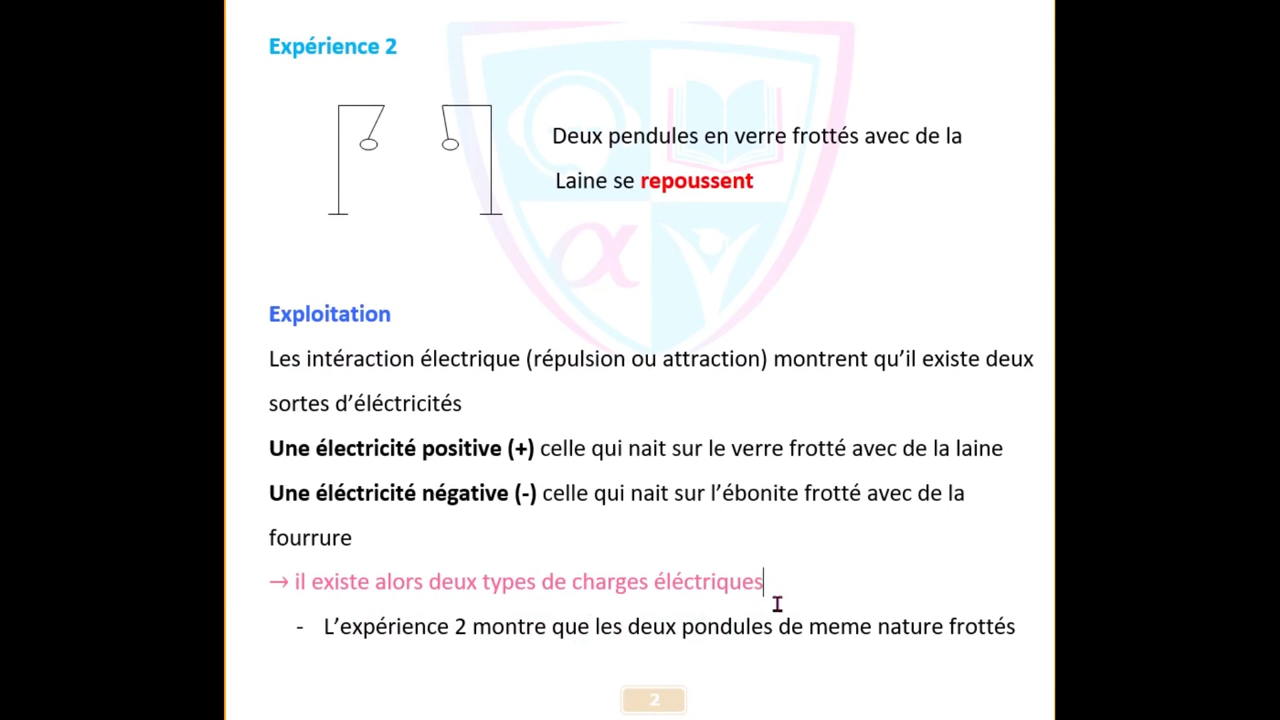 Expérience 2
Deux pendules en verre frottés avec de la
Laine se repoussent
Exploitation
Les intéraction électrique (répulsion ou attraction) montrent qu’il existe deux
sortes d’éléctricités
Une électricité positive (+) celle qui nait sur le verre frotté avec de la laine
Une éléctricité négative (-) celle qui nait sur l’ébonite frotté avec de la
fourrure
→ il existe alors deux types de charges éléctriques
- L’expérience 2 montre que les deux pondules de meme nature frottés
2